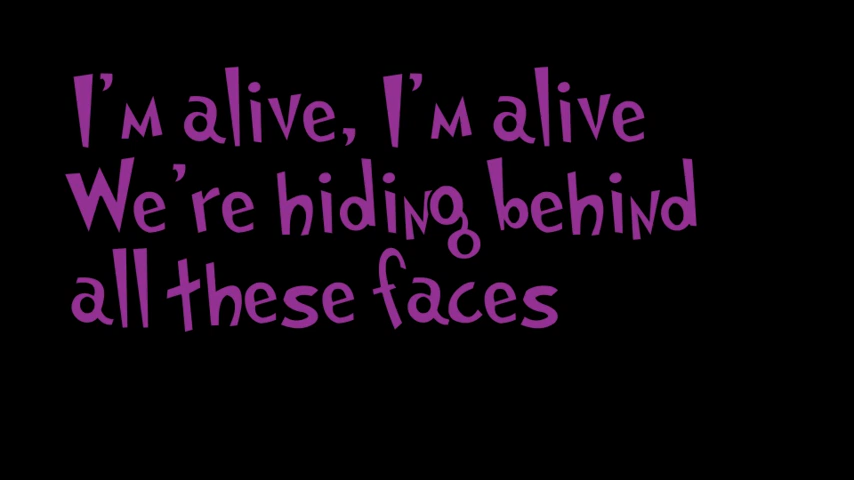 I'm alive, I'm alive
We're hiding behind
all these faces